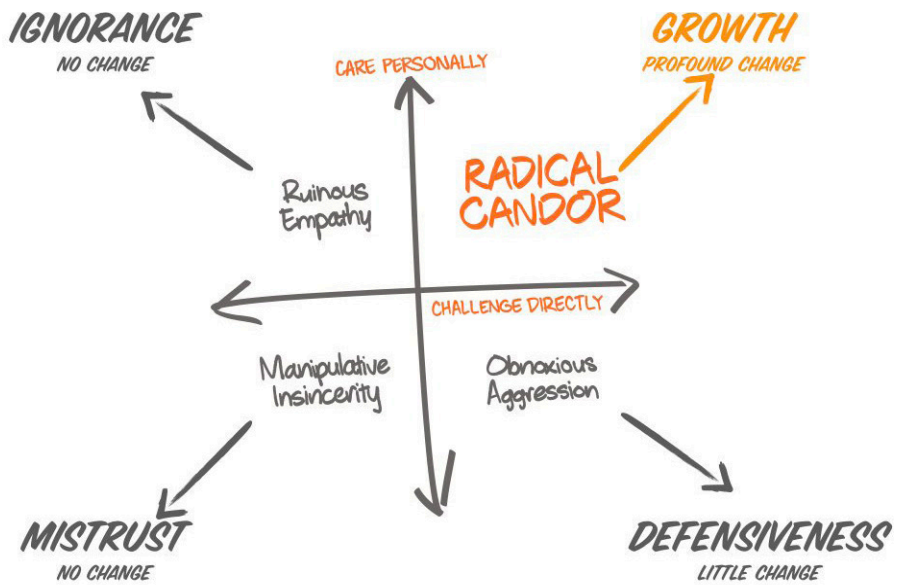 IGNORANCE
NO CHANGE
GROWTH
PROFOUND CHANGE
CARE PERSONALLY
RADICAL
CANDOR
Ruinous
Empathy
CHALLENGE DIRECTLY
Manipulative
Insincerity
Obnoxious
Aggression
MISTRUST
NO CHANGE
DEFENSIVENESS
LITTLE CHANGE